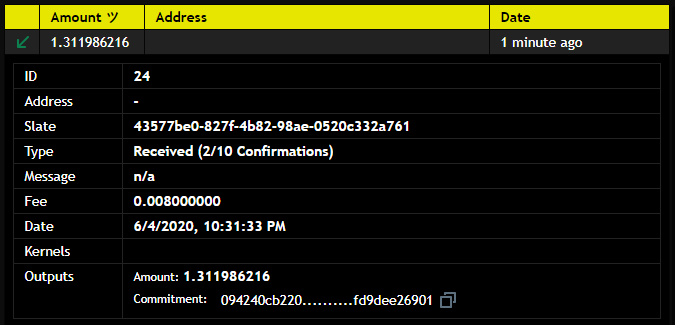 Amount ツ Address Date
1.311986216 1 minute ago
ID 24
Address -
Slate 43577be0-827f-4b82-98ae-0520c332a761
Type Received (2/10 Confirmations)
Message n/a
Fee 0.008000000
Date 6/4/2020, 10:31:33 PM
Kernels
Outputs Amount: 1.311986216
Commitment: 094240cb220..........fd9dee26901